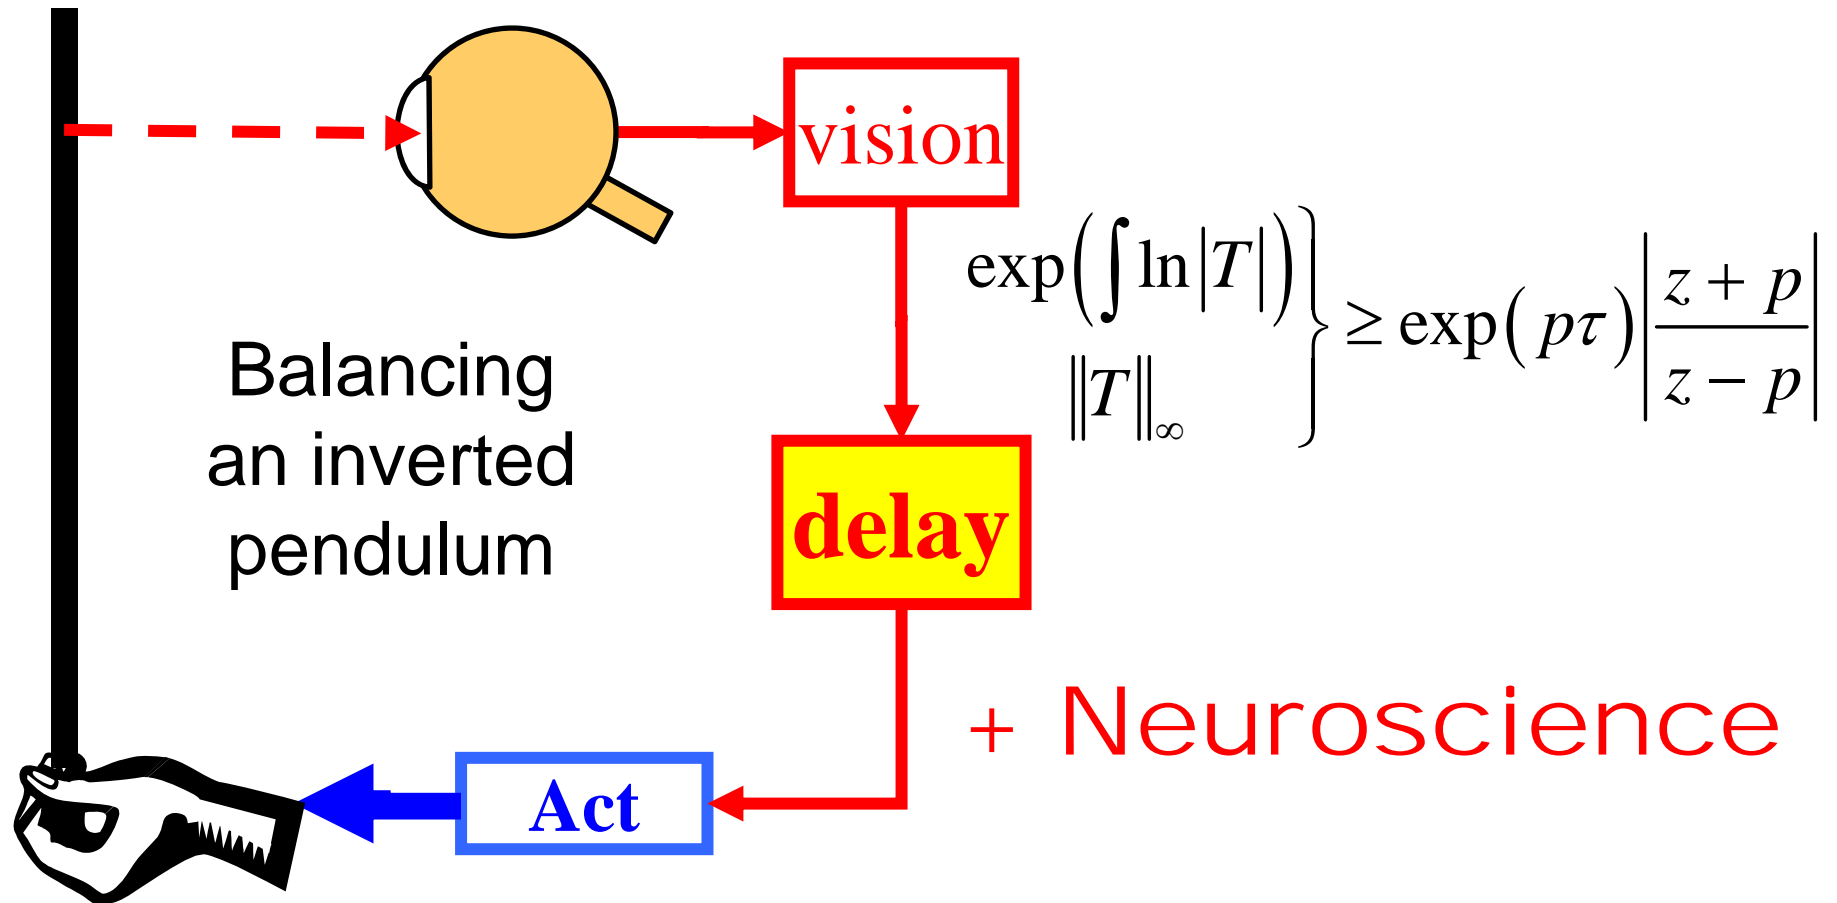 vision
exp(∫ ln|T|)
‖T‖∞
} ≥ exp(pτ) |z + p / z − p|
Balancing
an inverted
pendulum
delay
+ Neuroscience
Act